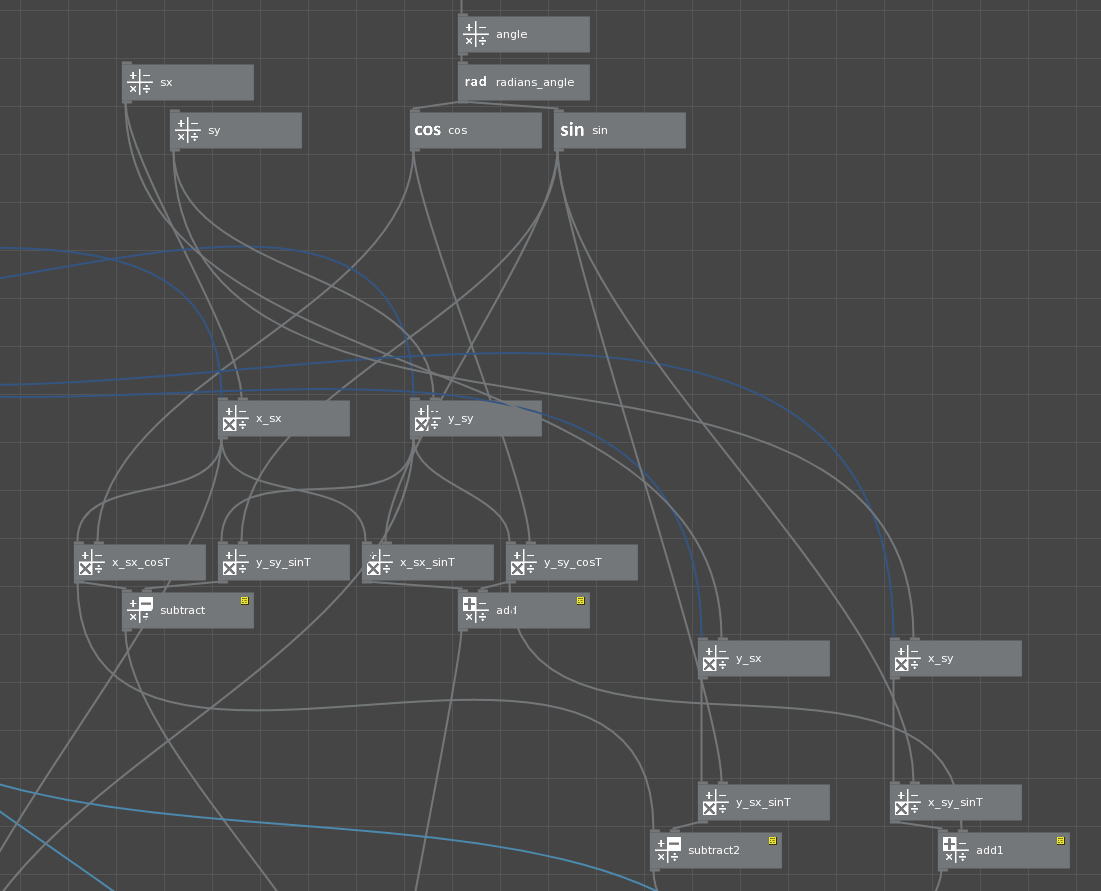 angle
sx
rad radians_angle
sy
cos cos
sin sin
x_sx
y_sy
x_sx_cosT
y_sy_sinT
x_sx_sinT
y_sy_cosT
subtract
add
y_sx
x_sy
y_sx_sinT
x_sy_sinT
subtract2
add1